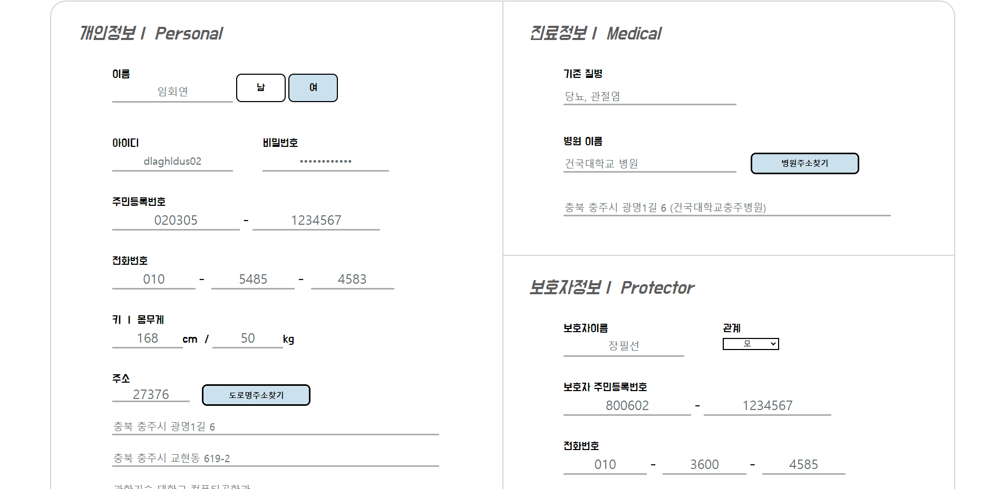 개인정보 | Personal
이름
임회연
남
여
아이디
비밀번호
dlaghldus02
••••••••••••
주민등록번호
020305 - 1234567
전화번호
010 - 5485 - 4583
키 | 몸무게
168 cm / 50 kg
주소
27376
도로명주소찾기
충북 충주시 광명1길 6
충북 충주시 교현동 619-2
진료정보 | Medical
기존 질병
당뇨, 관절염
병원 이름
건국대학교 병원
병원주소찾기
충북 충주시 광명1길 6 (건국대학교충주병원)
보호자정보 | Protector
보호자이름
관계
장필선
모
보호자 주민등록번호
800602 - 1234567
전화번호
010 - 3600 - 4585